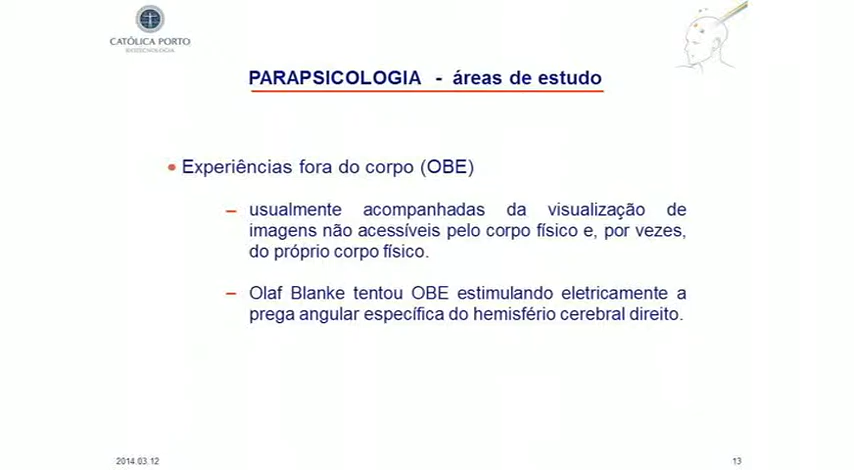 CATÓLICA PORTO
BIOTECNOLOGIA
PARAPSICOLOGIA - áreas de estudo
• Experiências fora do corpo (OBE)
– usualmente acompanhadas da visualização de
imagens não acessíveis pelo corpo físico e, por vezes,
do próprio corpo físico.
– Olaf Blanke tentou OBE estimulando eletricamente a
prega angular específica do hemisfério cerebral direito.
2014.03.12
13